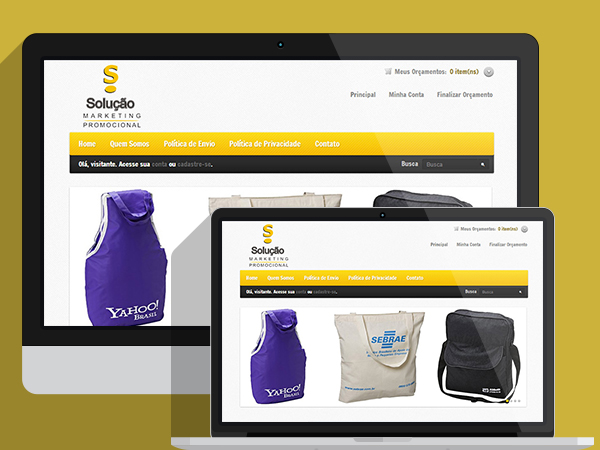 Solução
MARKETING
PROMOCIONAL
Meus Orçamentos: 0 item(ns)
Principal Minha Conta Finalizar Orçamento
Home Quem Somos Política de Envio Política de Privacidade Contato
Olá, visitante. Acesse sua conta ou cadastre-se.
Busca Busca
YAHOO!
BRASIL
Solução
MARKETING
PROMOCIONAL
Meus Orçamentos: 0 item(ns)
Principal Minha Conta Finalizar Orçamento
Home Quem Somos Política de Envio Política de Privacidade Contato
Olá, visitante. Acesse sua conta ou cadastre-se.
Busca Busca
YAHOO!
BRASIL
SEBRAE